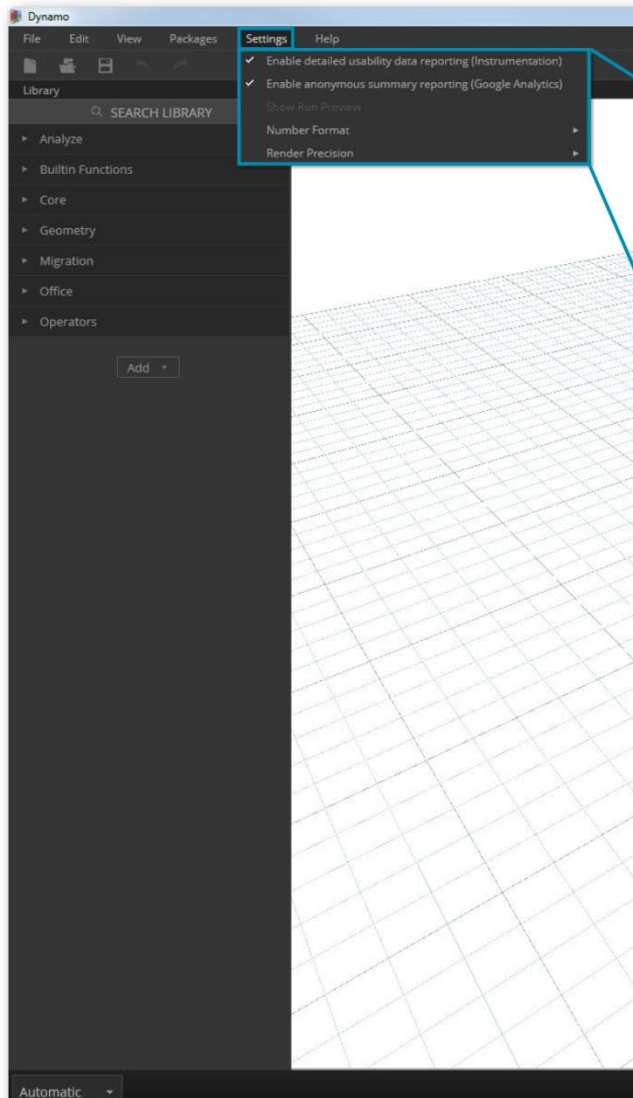 Dynamo
File Edit View Packages Settings Help
Library
SEARCH LIBRARY
Enable detailed usability data reporting (Instrumentation)
Enable anonymous summary reporting (Google Analytics)
Show Run Preview
Number Format
Render Precision
Analyze
Builtin Functions
Core
Geometry
Migration
Office
Operators
Add
Automatic